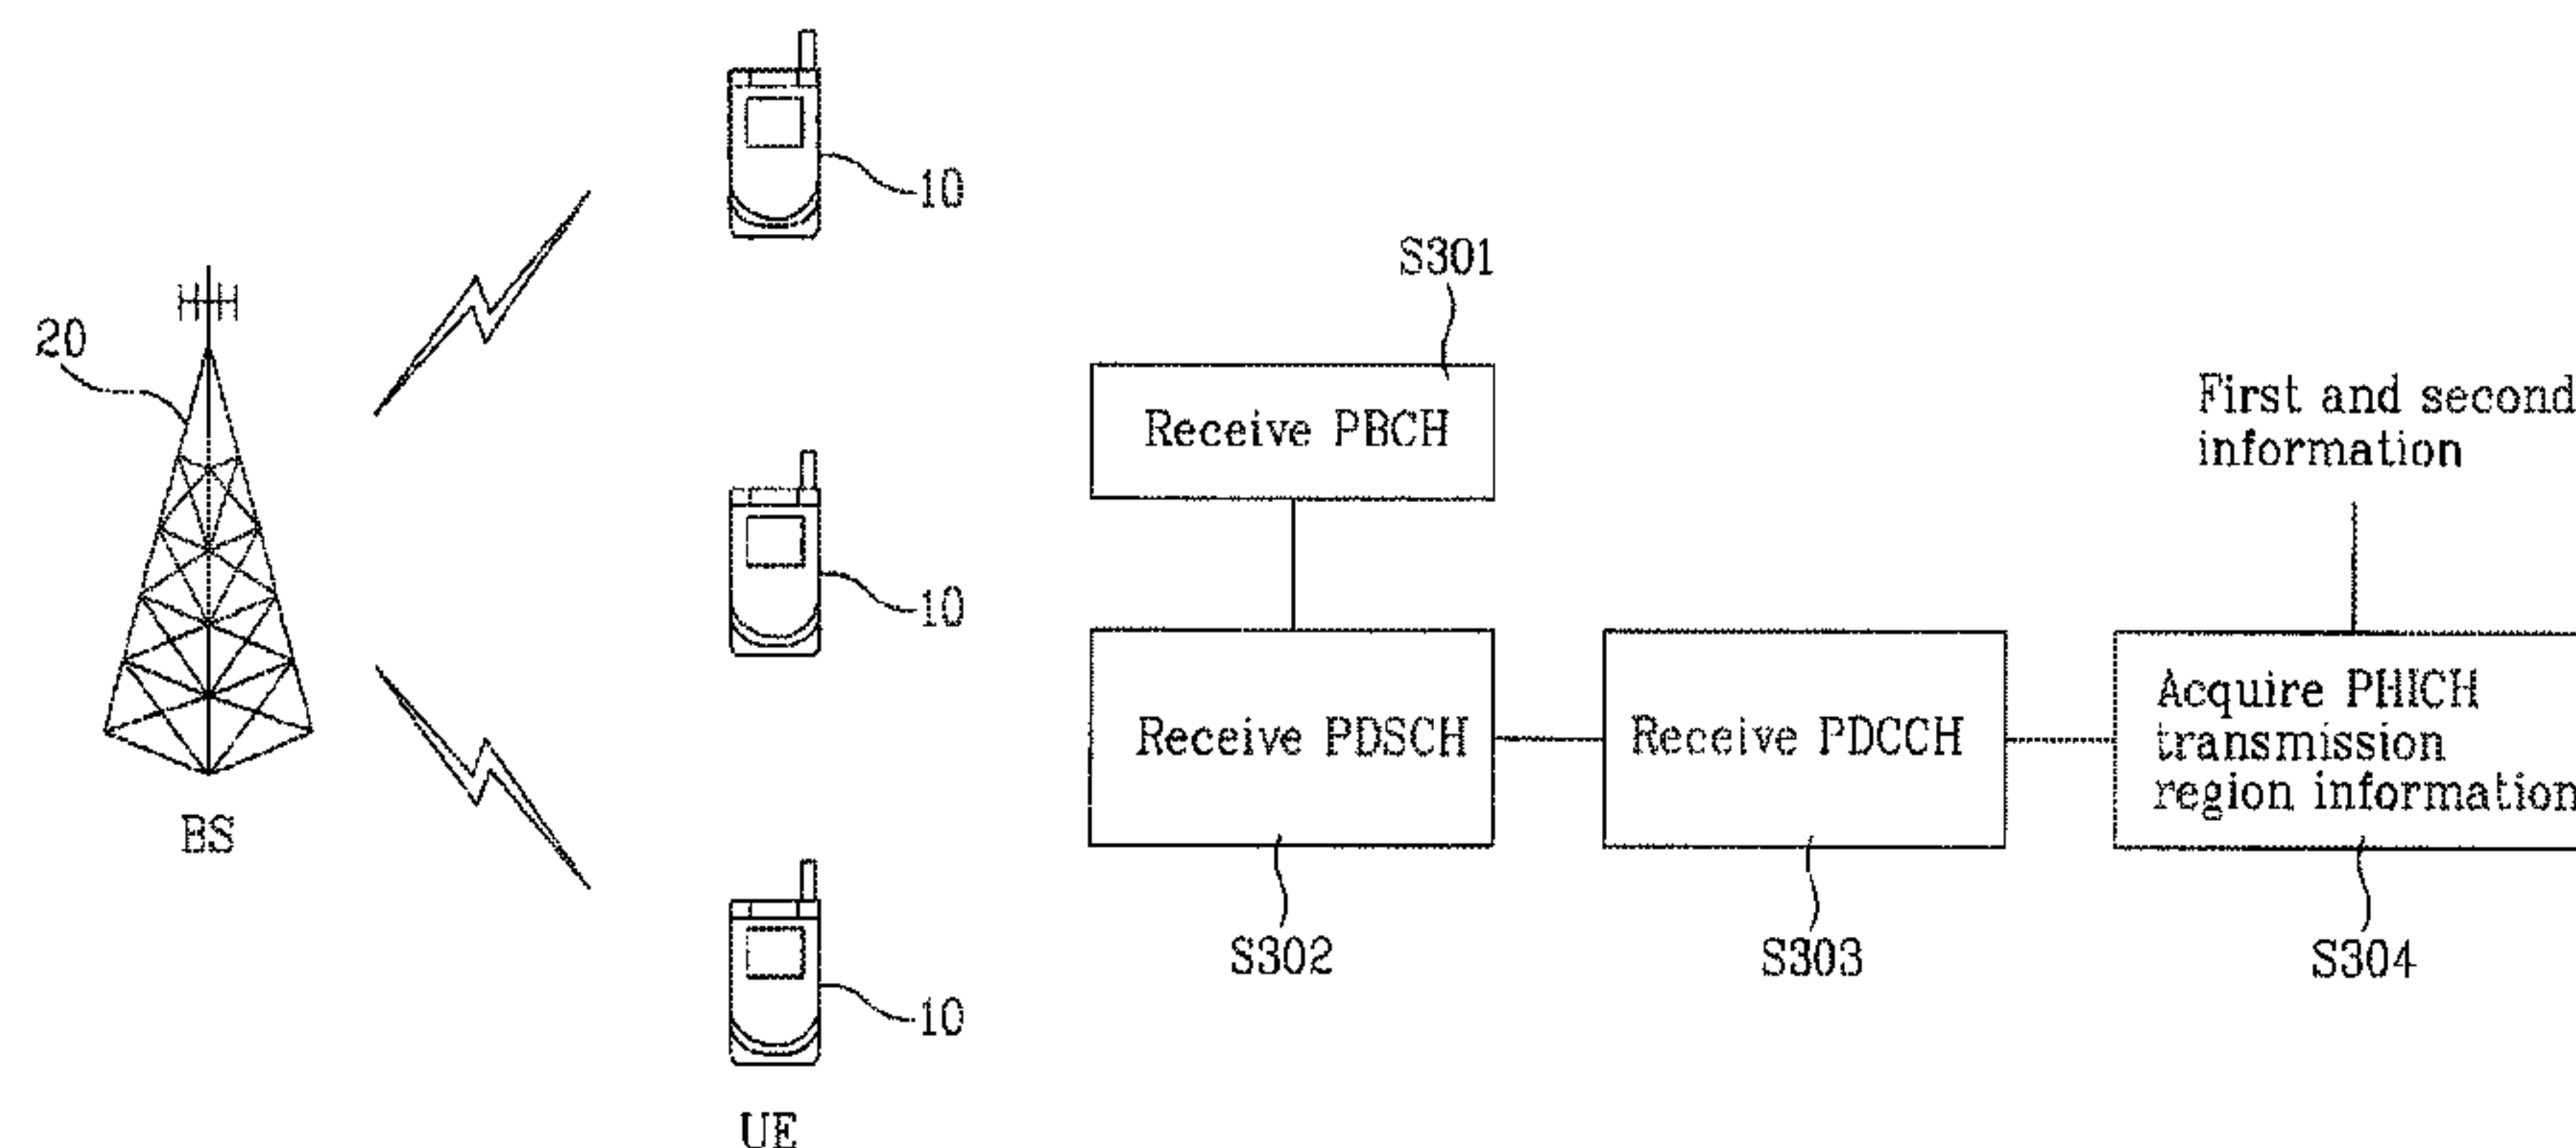 10
S301
20
First and second
information
Receive PBCH
10
Receive PDSCH
Receive PDCCH
Acquire PHICH
transmission
region information
BS
S302
S303
S304
10
UE